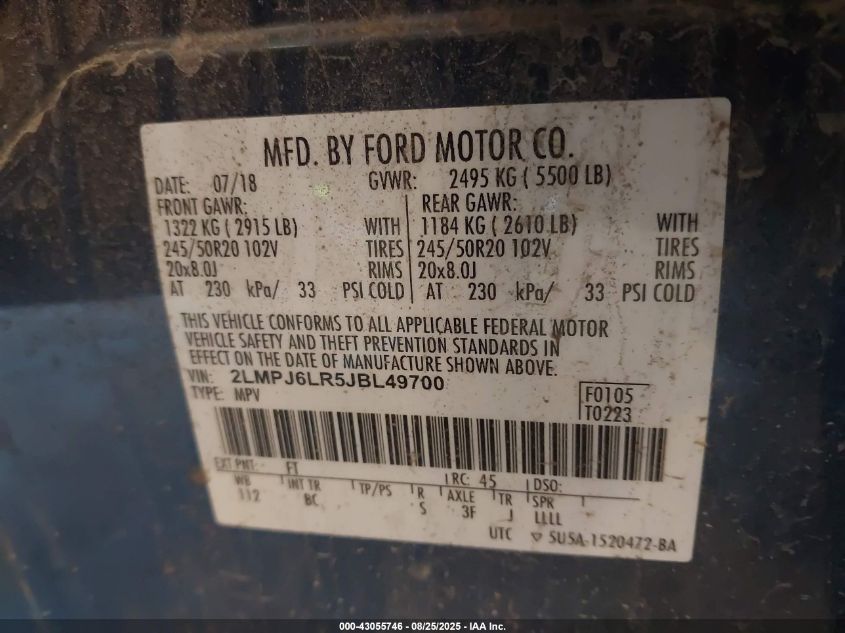 MFD. BY FORD MOTOR CO.
DATE: 07/18 GVWR: 2495 KG ( 5500 LB)
FRONT GAWR: REAR GAWR:
1322 KG ( 2915 LB) WITH 1184 KG ( 2610 LB) WITH
245/50R20 102V TIRES 245/50R20 102V TIRES
20x8.0J RIMS 20x8.0J RIMS
AT 230 kPa/ 33 PSI COLD AT 230 kPa/ 33 PSI COLD
THIS VEHICLE CONFORMS TO ALL APPLICABLE FEDERAL MOTOR
VEHICLE SAFETY AND THEFT PREVENTION STANDARDS IN
EFFECT ON THE DATE OF MANUFACTURE SHOWN ABOVE.
VIN: 2LMPJ6LR5JBL49700
TYPE: MPV
F0105
T0223
EXT PNT: FT RC: 45 DSO:
WB INT TR TP/PS R AXLE TR SPR
112 BC S 3F J LLLL
UTC ▽ 5U5A-1520472-BA
000-43055746 - 08/25/2025 - IAA Inc.